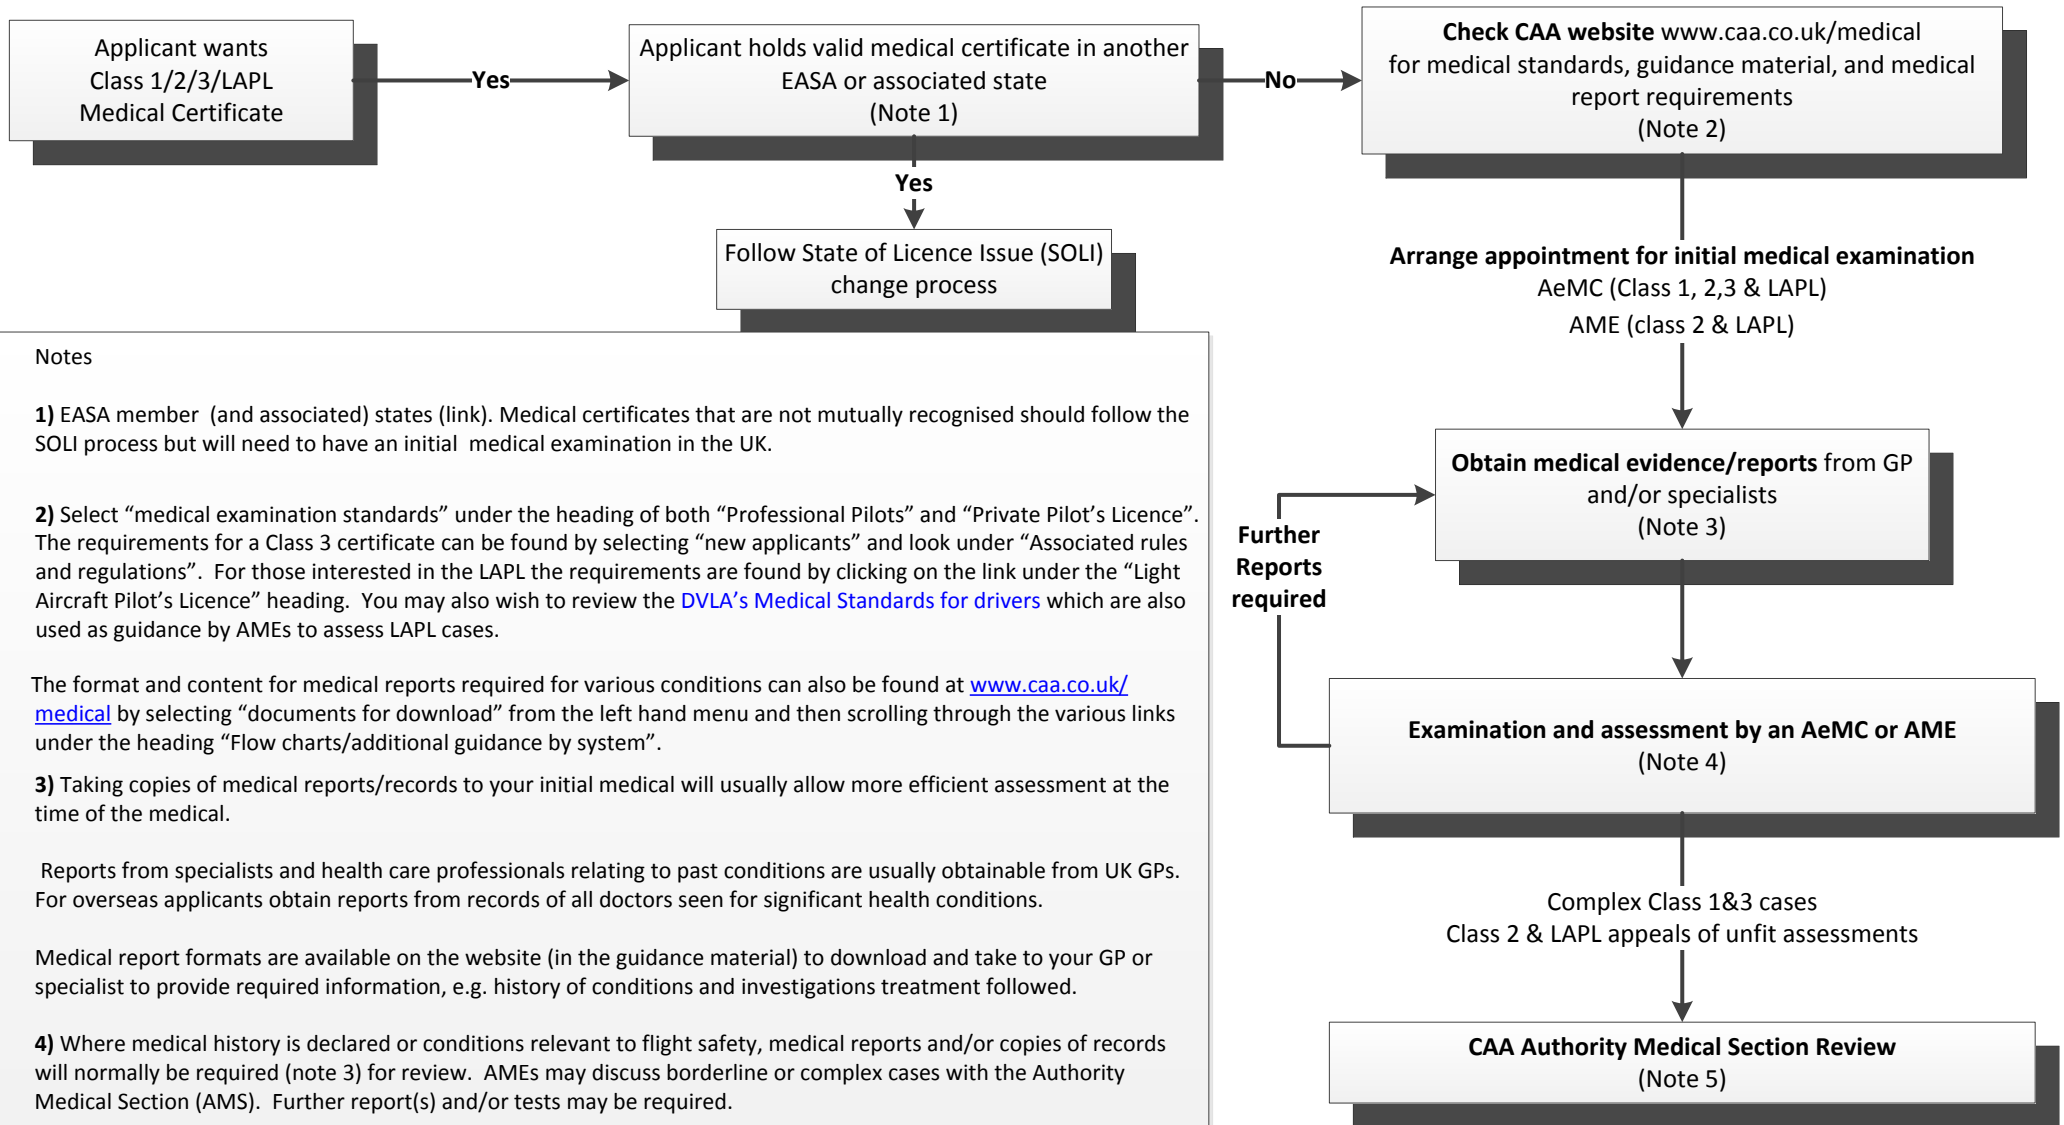 Applicant wants
Class 1/2/3/LAPL
Medical Certificate
Yes
Applicant holds valid medical certificate in another
EASA or associated state
(Note 1)
No
Check CAA website www.caa.co.uk/medical
for medical standards, guidance material, and medical
report requirements
(Note 2)
Yes
Follow State of Licence Issue (SOLI)
change process
Arrange appointment for initial medical examination
AeMC (Class 1, 2,3 & LAPL)
AME (class 2 & LAPL)
Obtain medical evidence/reports from GP
and/or specialists
(Note 3)
Further
Reports
required
Examination and assessment by an AeMC or AME
(Note 4)
Complex Class 1&3 cases
Class 2 & LAPL appeals of unfit assessments
CAA Authority Medical Section Review
(Note 5)
Notes
1) EASA member (and associated) states (link). Medical certificates that are not mutually recognised should follow the
SOLI process but will need to have an initial medical examination in the UK.
2) Select “medical examination standards” under the heading of both “Professional Pilots” and “Private Pilot’s Licence”.
The requirements for a Class 3 certificate can be found by selecting “new applicants” and look under “Associated rules
and regulations”. For those interested in the LAPL the requirements are found by clicking on the link under the “Light
Aircraft Pilot’s Licence” heading. You may also wish to review the DVLA’s Medical Standards for drivers which are also
used as guidance by AMEs to assess LAPL cases.
The format and content for medical reports required for various conditions can also be found at www.caa.co.uk/
medical by selecting “documents for download” from the left hand menu and then scrolling through the various links
under the heading “Flow charts/additional guidance by system”.
3) Taking copies of medical reports/records to your initial medical will usually allow more efficient assessment at the
time of the medical.
Reports from specialists and health care professionals relating to past conditions are usually obtainable from UK GPs.
For overseas applicants obtain reports from records of all doctors seen for significant health conditions.
Medical report formats are available on the website (in the guidance material) to download and take to your GP or
specialist to provide required information, e.g. history of conditions and investigations treatment followed.
4) Where medical history is declared or conditions relevant to flight safety, medical reports and/or copies of records
will normally be required (note 3) for review. AMEs may discuss borderline or complex cases with the Authority
Medical Section (AMS). Further report(s) and/or tests may be required.